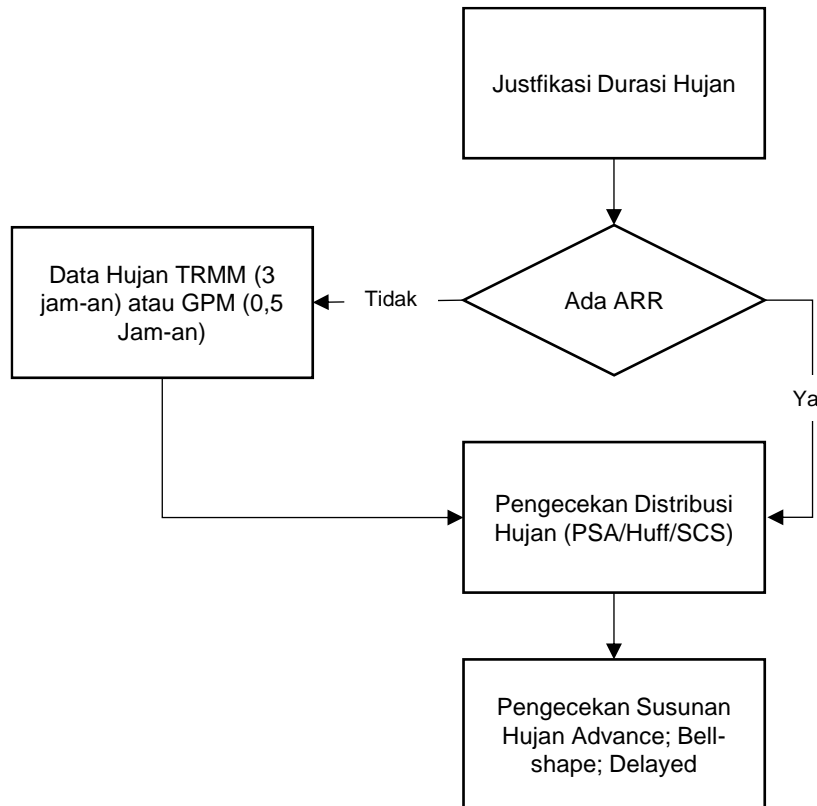 Justfikasi Durasi Hujan
Data Hujan TRMM (3
jam-an) atau GPM (0,5
Jam-an)
Tidak
Ada ARR
Ya
Pengecekan Distribusi
Hujan (PSA/Huff/SCS)
Pengecekan Susunan
Hujan Advance; Bell-
shape; Delayed